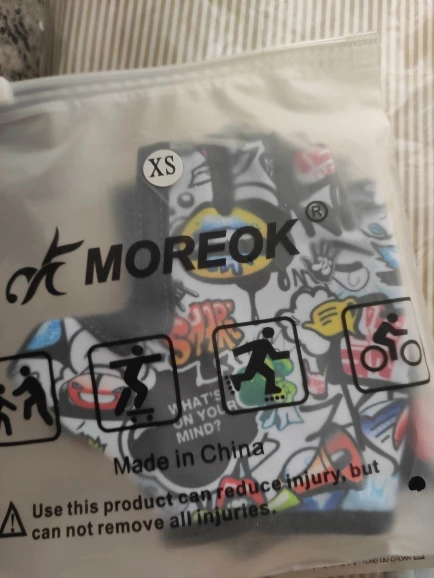 XS
MOREOK®
WHAT'S
ON YOUR
MIND?
Made in China
Use this product can reduce injury, but
can not remove all injuries.